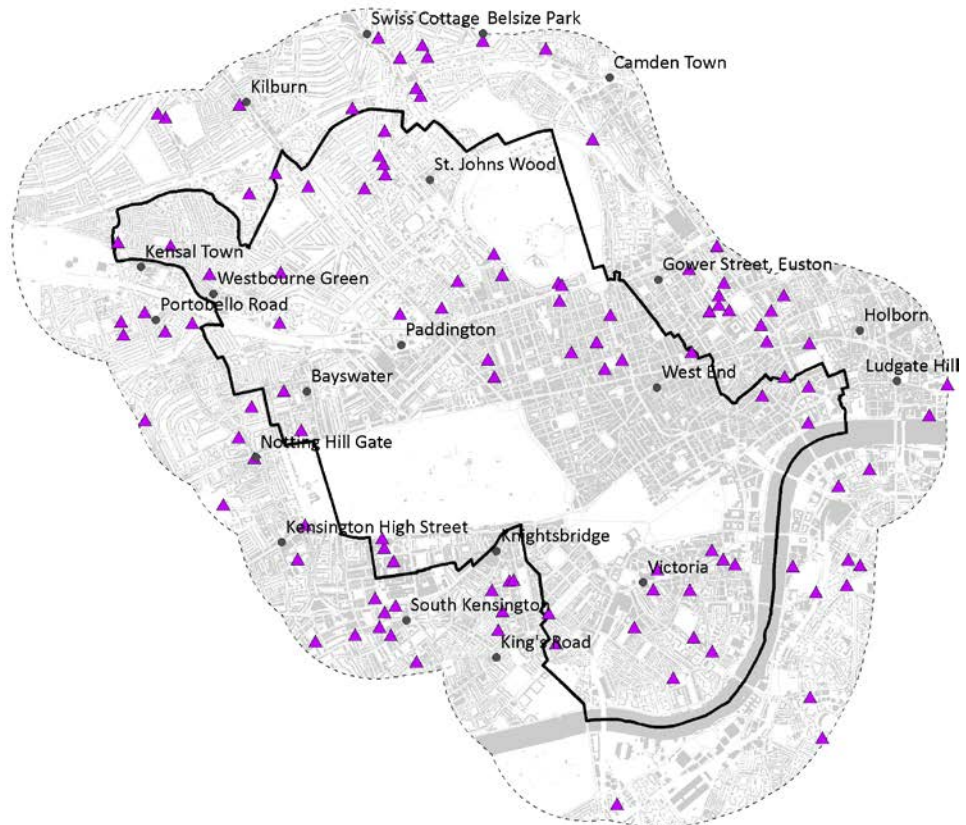 Swiss Cottage
Belsize Park
Camden Town
Kilburn
St. Johns Wood
Kensal Town
Gower Street, Euston
Westbourne Green
Portobello Road
Holborn
Paddington
Ludgate Hill
Bayswater
West End
Notting Hill Gate
Kensington High Street
Knightsbridge
Victoria
South Kensington
King's Road